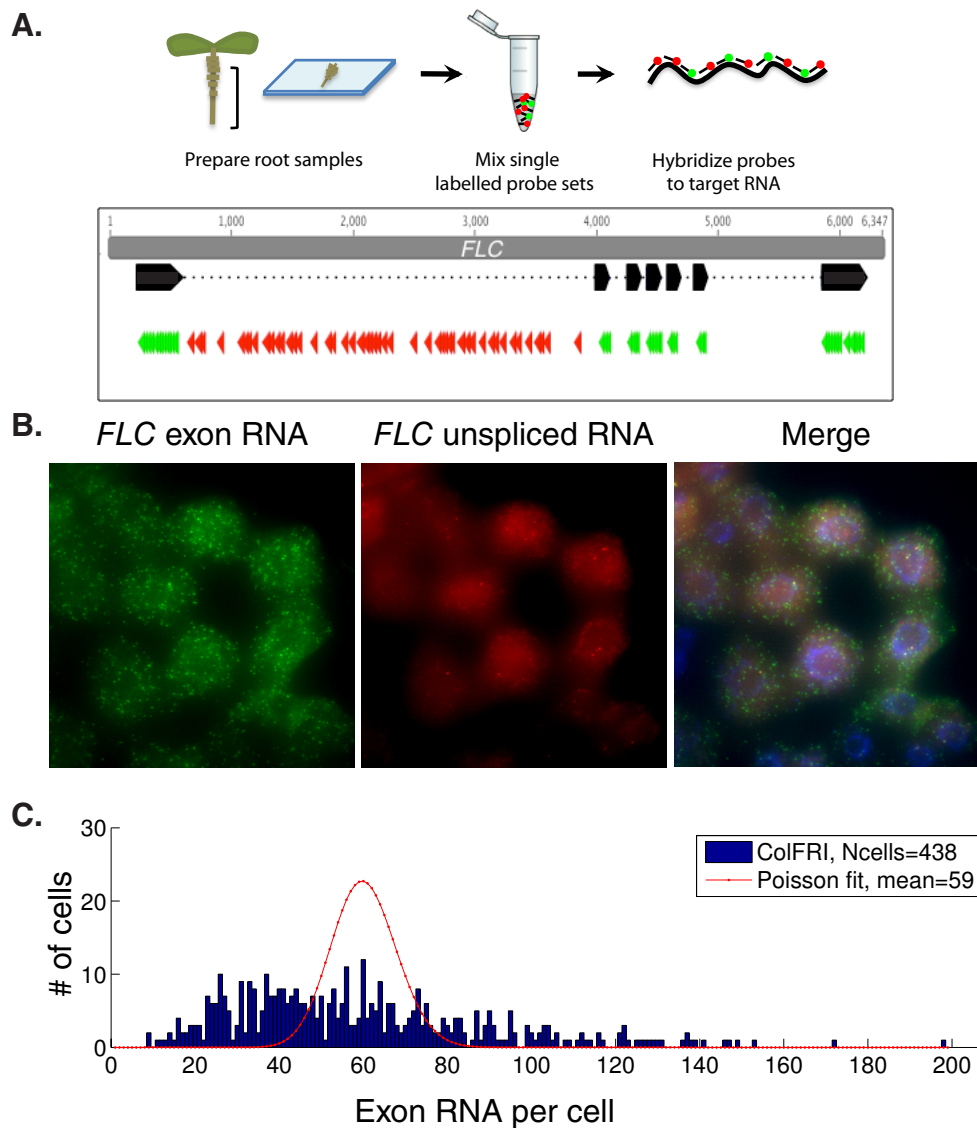 A.
Prepare root samples
Mix single
labelled probe sets
Hybridize probes
to target RNA
1 1,000 2,000 3,000 4,000 5,000 6,000 6,347
FLC
B.
FLC exon RNA FLC unspliced RNA Merge
C.
30
20
10
0
# of cells
ColFRI, Ncells=438
Poisson fit, mean=59
0 20 40 60 80 100 120 140 160 180 200
Exon RNA per cell